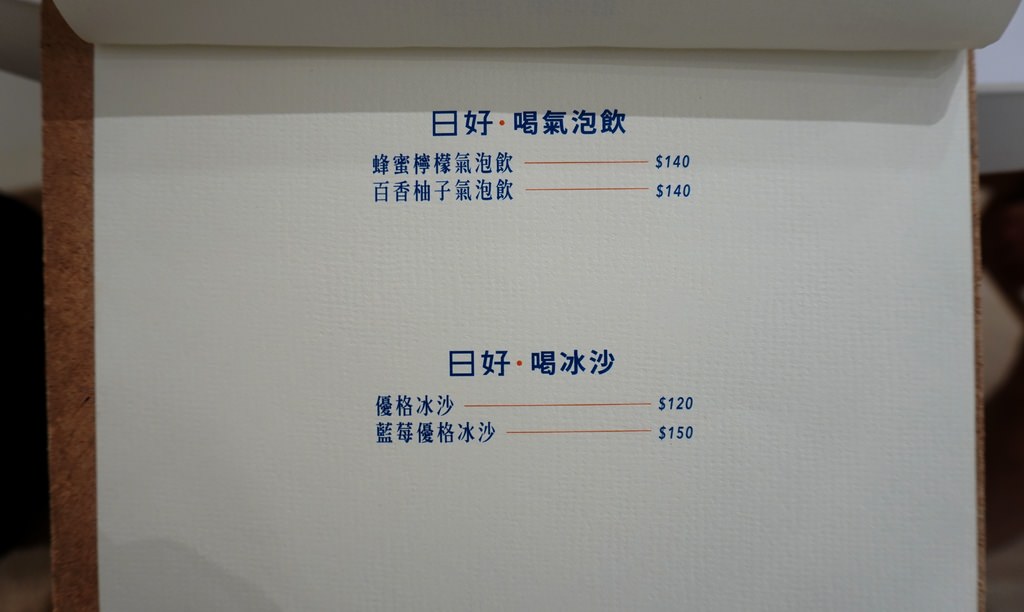 日好·喝氣泡飲
蜂蜜檸檬氣泡飲 $140
百香柚子氣泡飲 $140
日好·喝冰沙
優格冰沙 $120
藍莓優格冰沙 $150